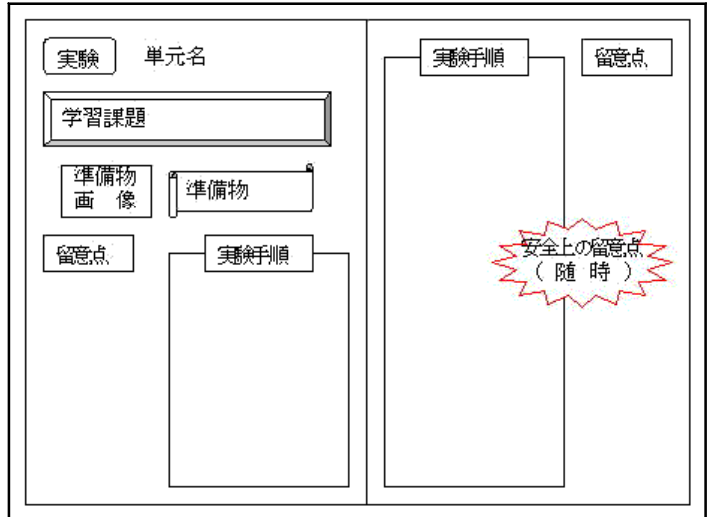 実験
単元名
学習課題
準備物
画像
準備物
留意点
実験手順
実験手順
留意点
安全上の留意点
(随時)